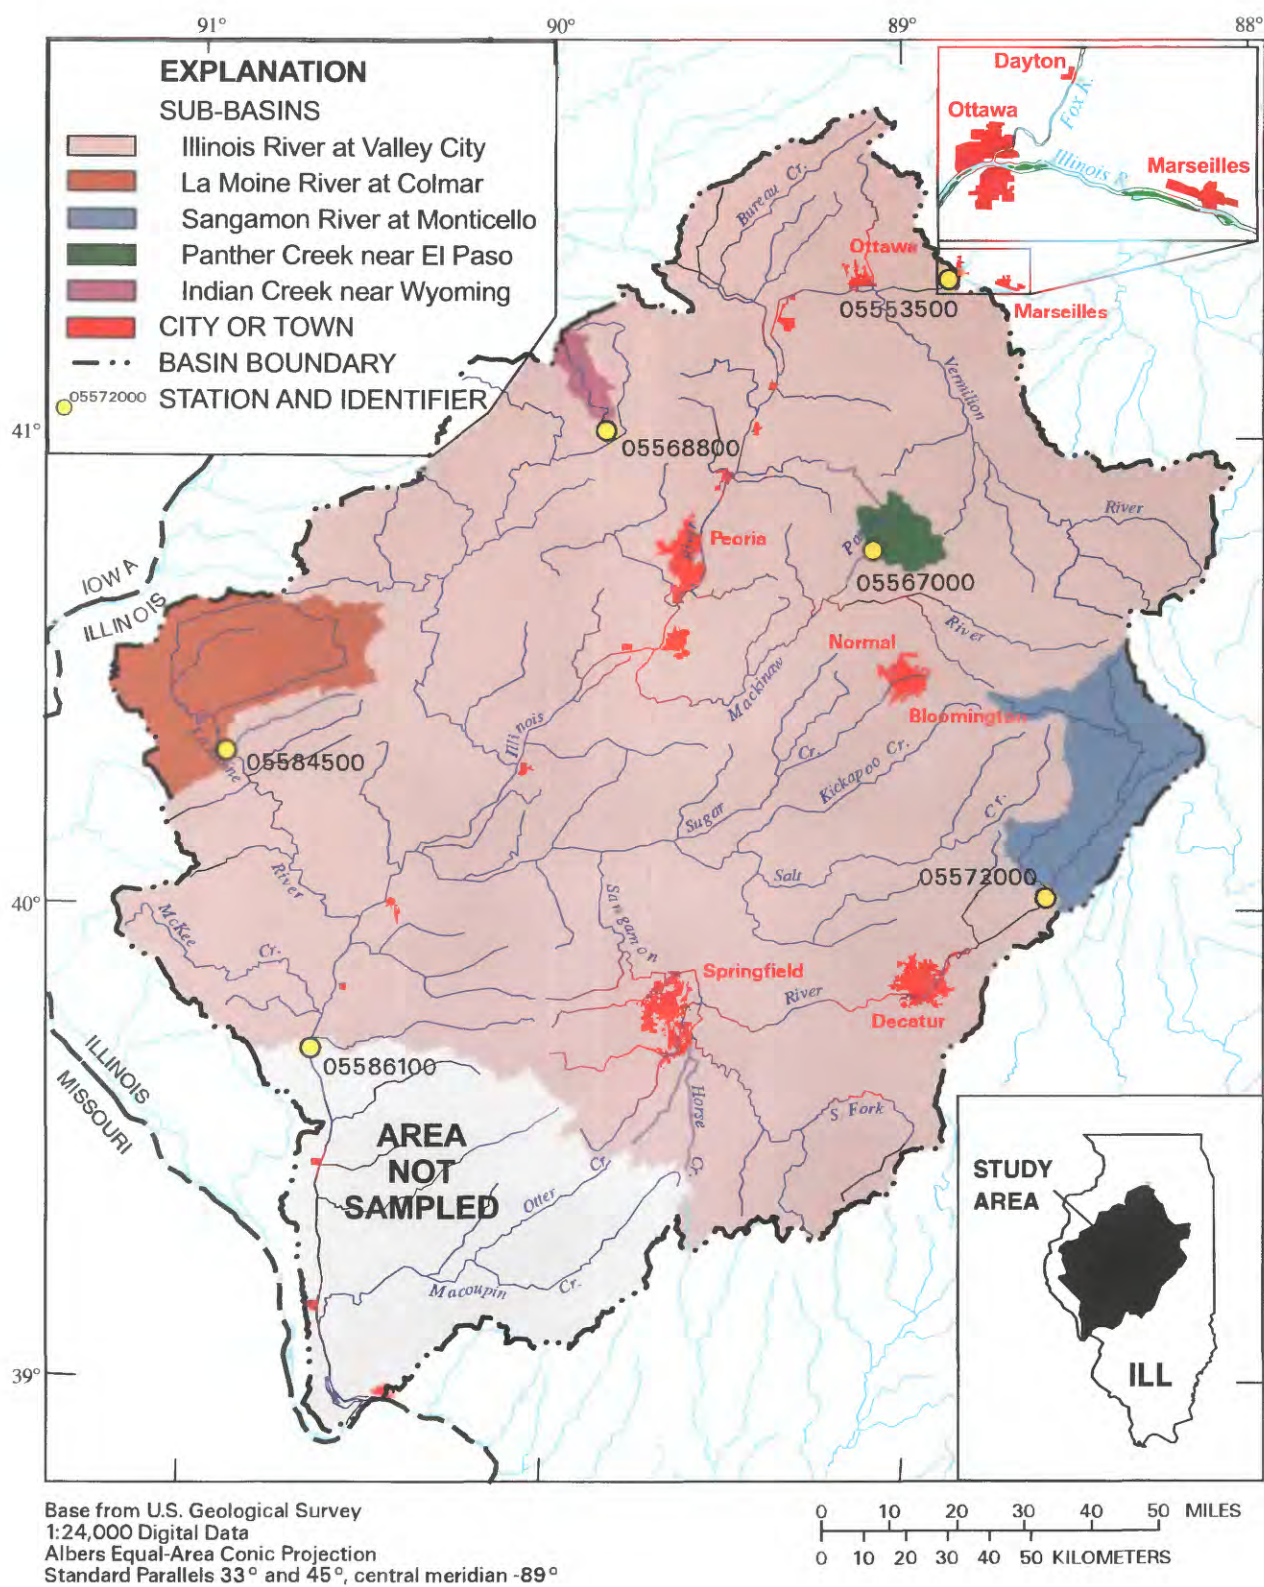 91°
90°
89°
88°
EXPLANATION
SUB-BASINS
Illinois River at Valley City
La Moine River at Colmar
Sangamon River at Monticello
Panther Creek near El Paso
Indian Creek near Wyoming
CITY OR TOWN
BASIN BOUNDARY
05572000 STATION AND IDENTIFIER
Dayton
Fox R.
Ottawa
Illinois R.
Marseilles
Bureau Cr.
Ottawa
05553500
Marseilles
Vermilion
41°
05568800
River
Peoria
05567000
IOWA
ILLINOIS
River
Normal
Mackinaw
Bloomington
Illinois
05584500
Cr.
Kickapoo Cr.
Sugar
Cr.
Salt
05572000
40°
River
McKee
Cr.
Sangamon
Springfield
River
Decatur
05586100
ILLINOIS
MISSOURI
Horse
Cr.
S. Fork
AREA
NOT
SAMPLED
Otter
Cr.
Macoupin
Cr.
STUDY
AREA
ILL
39°
Base from U.S. Geological Survey
1:24,000 Digital Data
Albers Equal-Area Conic Projection
Standard Parallels 33° and 45°, central meridian -89°
0 10 20 30 40 50 MILES
0 10 20 30 40 50 KILOMETERS